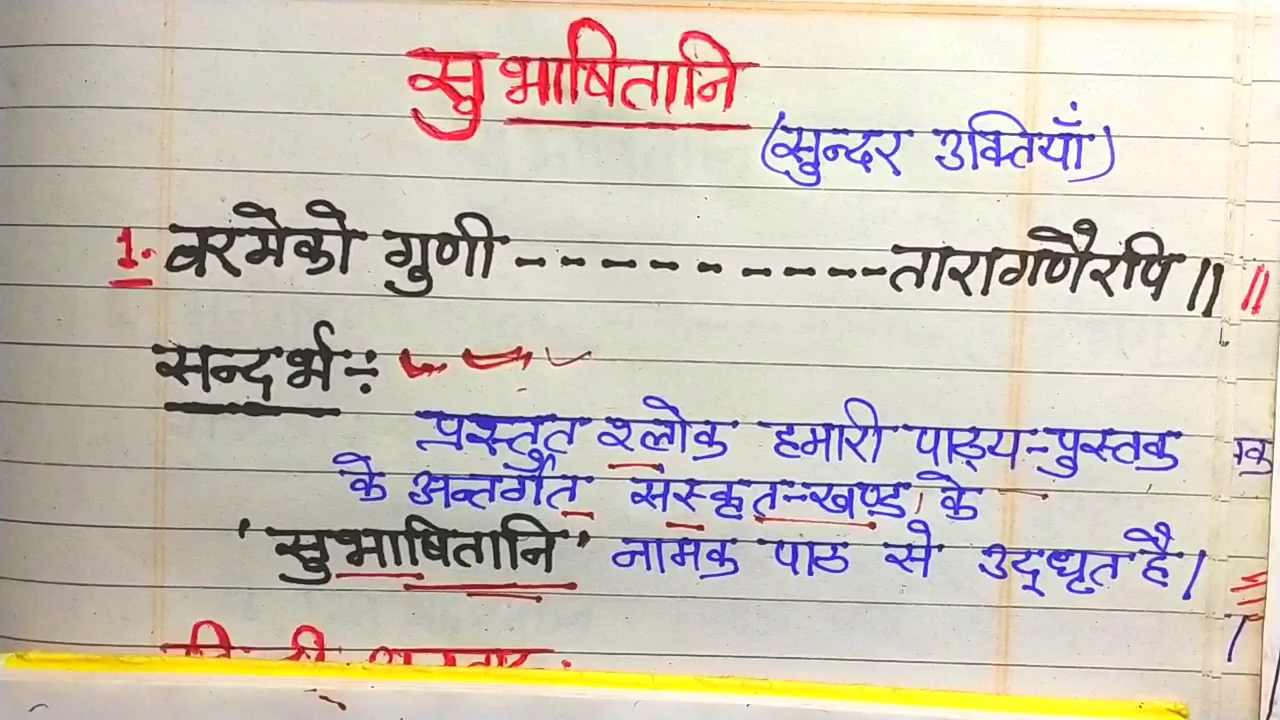 सुभाषितानि
(सुन्दर उक्तियाँ)
1. वरमेको गुणी ----------- तारागणैरपि ।। ॥
सन्दर्भ :-
प्रस्तुत श्लोक हमारी पाठ्य-पुस्तक
के अन्तर्गत संस्कृत-खण्ड के
'सुभाषितानि' नामक पाठ से उद्धृत है।